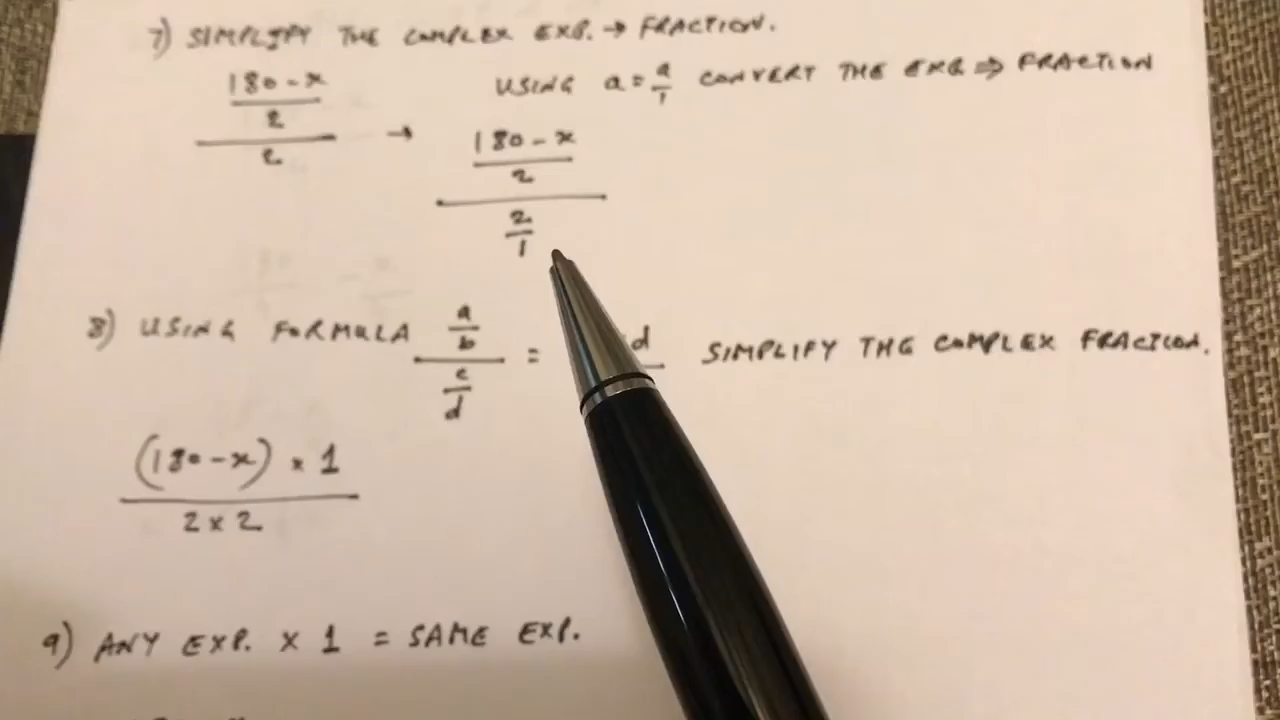 7) SIMPLIFY THE COMPLEX EXP. → FRACTION.
USING a = a/1 CONVERT THE EXP. ⇒ FRACTION
180 - x
2
2
→
180 - x
2
2
1
8) USING FORMULA a/b / c/d = d SIMPLIFY THE COMPLEX FRACTION.
(180 - x) × 1
2 × 2
9) ANY EXP. × 1 = SAME EXP.